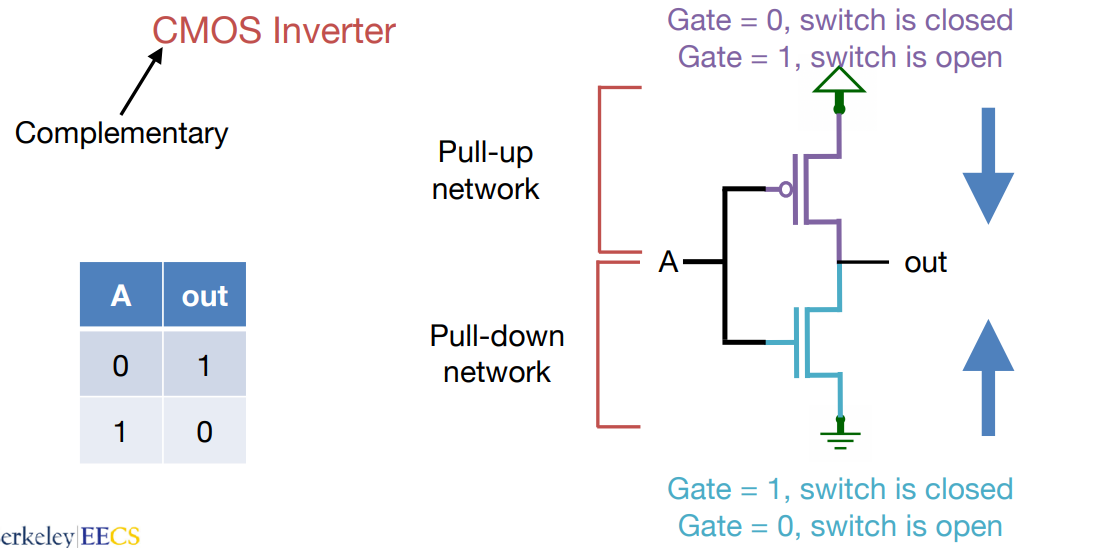 CMOS Inverter
Complementary
Gate = 0, switch is closed
Gate = 1, switch is open
Pull-up
network
A
out
Pull-down
network
A out
0 1
1 0
Gate = 1, switch is closed
Gate = 0, switch is open
erkeley|EECS